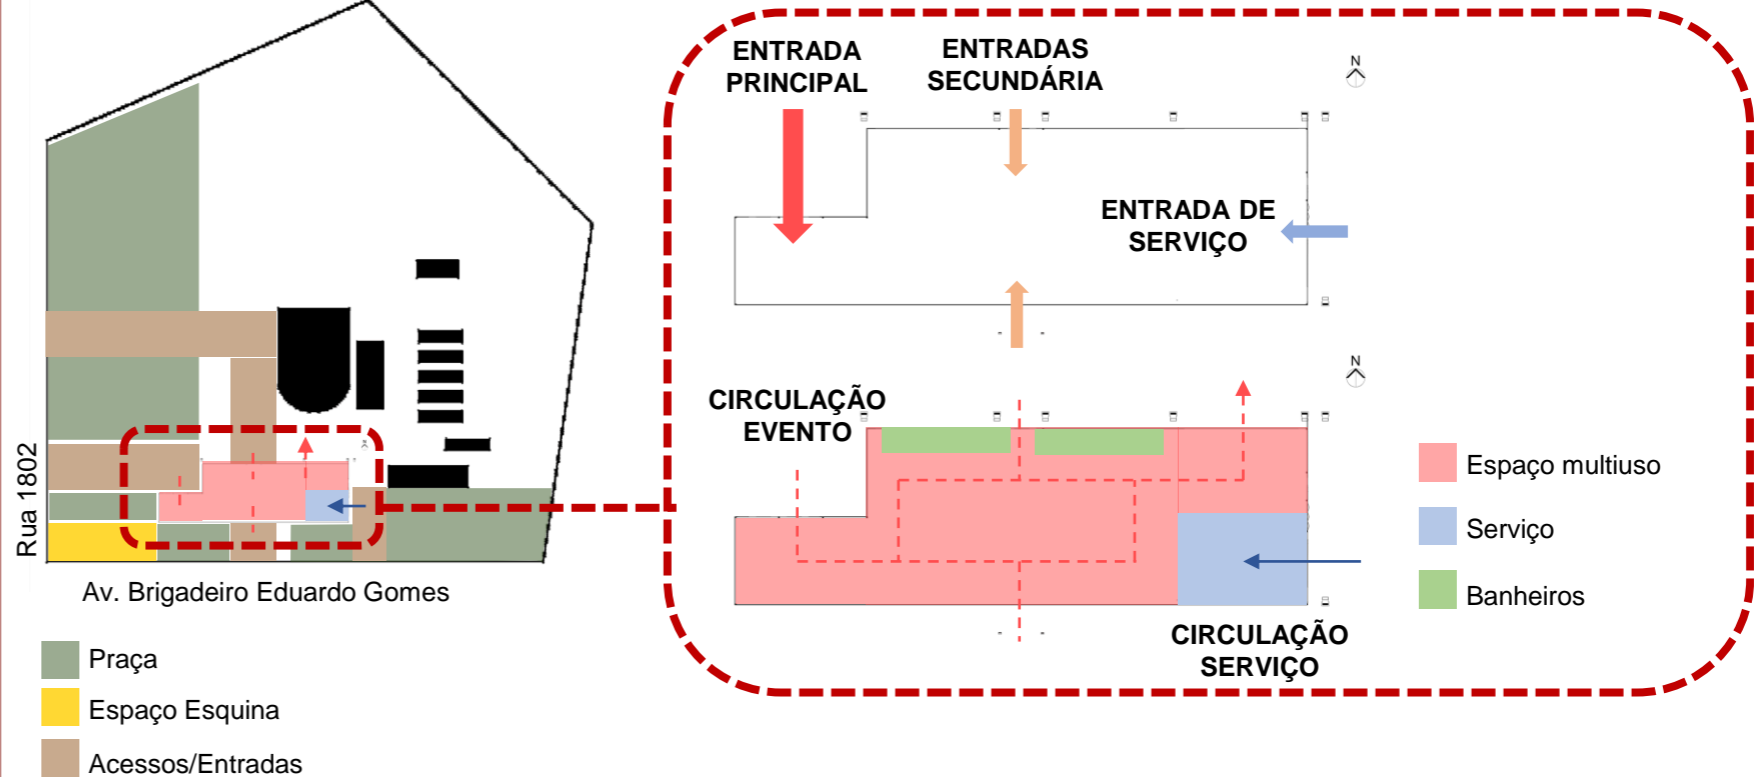 Rua 1802
Av. Brigadeiro Eduardo Gomes
Praça
Espaço Esquina
Acessos/Entradas
ENTRADA
PRINCIPAL
ENTRADAS
SECUNDÁRIA
N
ENTRADA DE
SERVIÇO
N
CIRCULAÇÃO
EVENTO
CIRCULAÇÃO
SERVIÇO
Espaço multiuso
Serviço
Banheiros